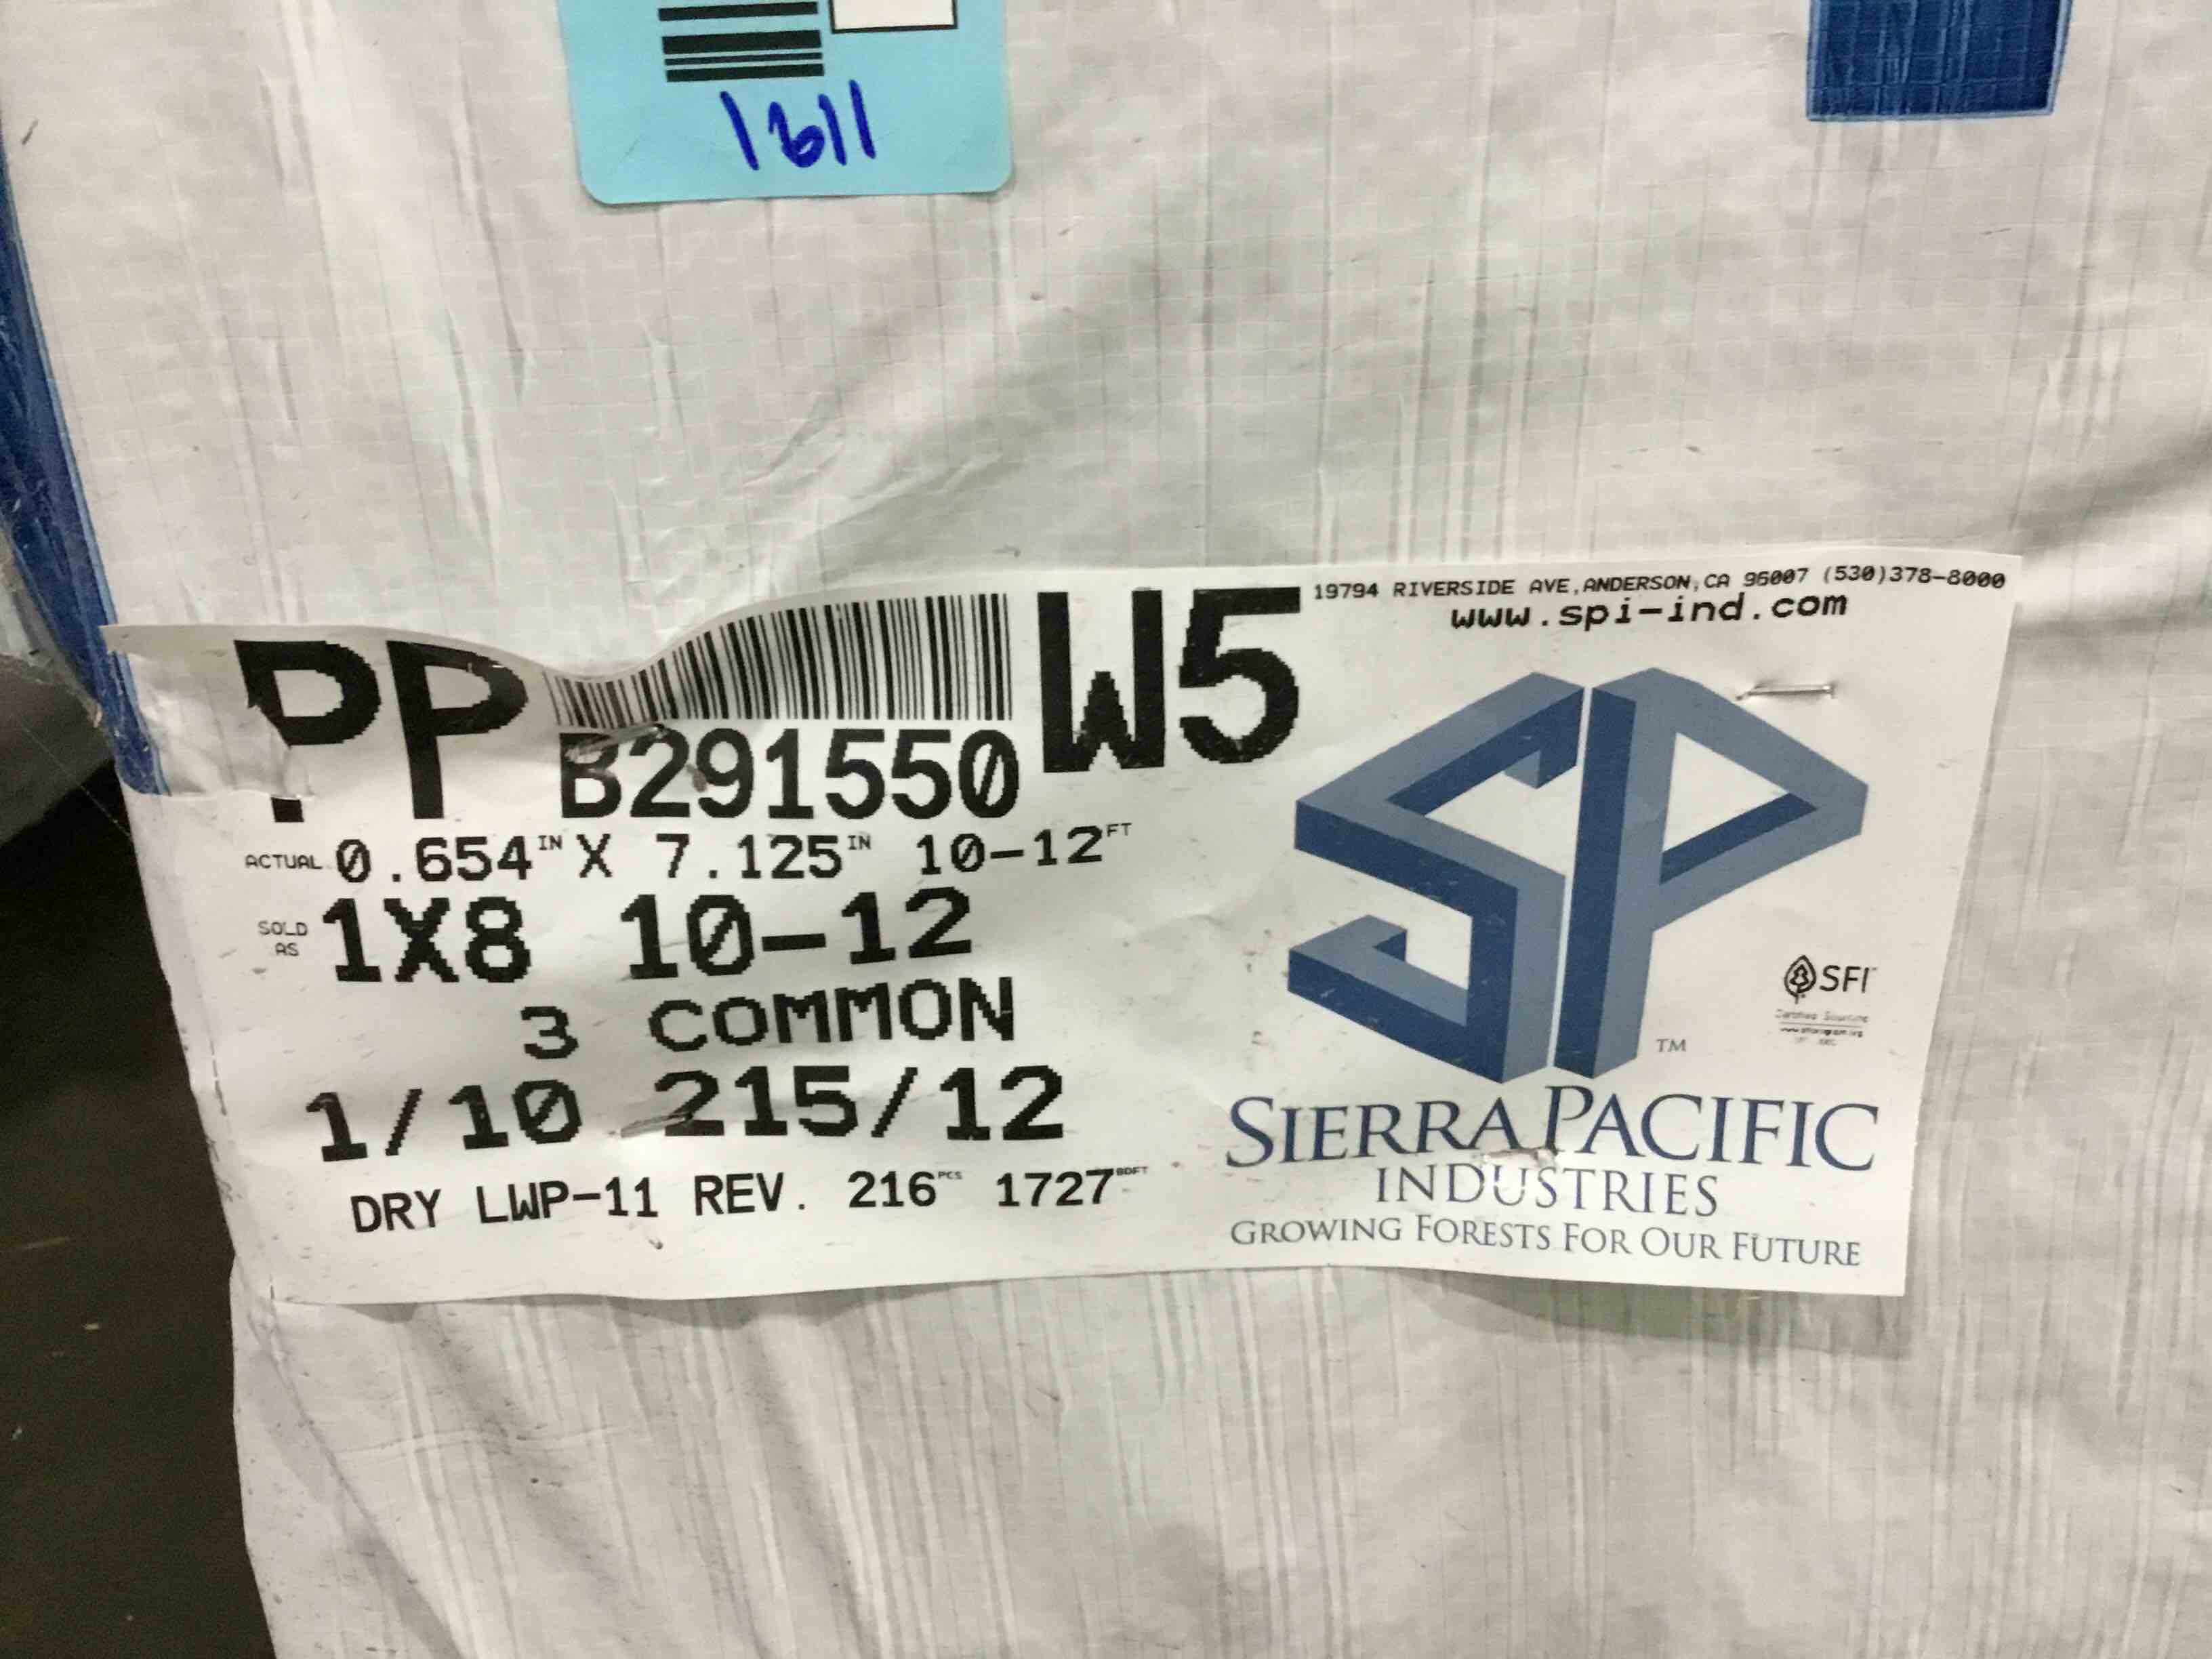 1611
19794 RIVERSIDE AVE, ANDERSON, CA 96007 (530)378-8000
www.spi-ind.com
PP B291550 W5
ACTUAL 0.654 IN X 7.125 IN 10-12 FT
SOLD AS 1X8 10-12
3 COMMON
1/10 215/12
DRY LWP-11 REV. 216 PCS 1727 BDFT
SP
TM
SFI
SIERRA PACIFIC
INDUSTRIES
GROWING FORESTS FOR OUR FUTURE